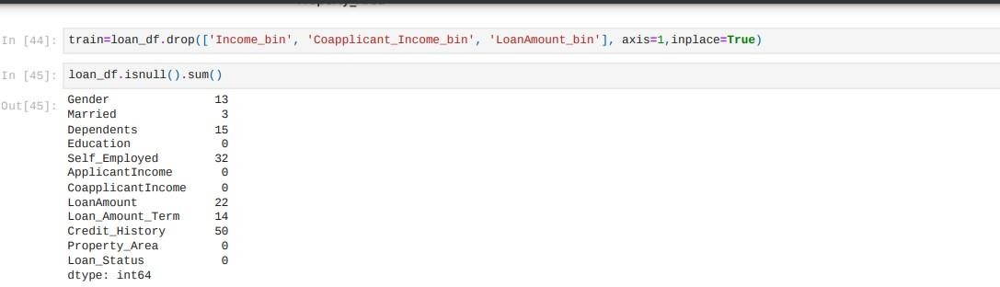 In [44]: train=loan_df.drop(['Income_bin', 'Coapplicant_Income_bin', 'LoanAmount_bin'], axis=1,inplace=True)
In [45]: loan_df.isnull().sum()
Out[45]: Gender 13
Married 3
Dependents 15
Education 0
Self_Employed 32
ApplicantIncome 0
CoapplicantIncome 0
LoanAmount 22
Loan_Amount_Term 14
Credit_History 50
Property_Area 0
Loan_Status 0
dtype: int64